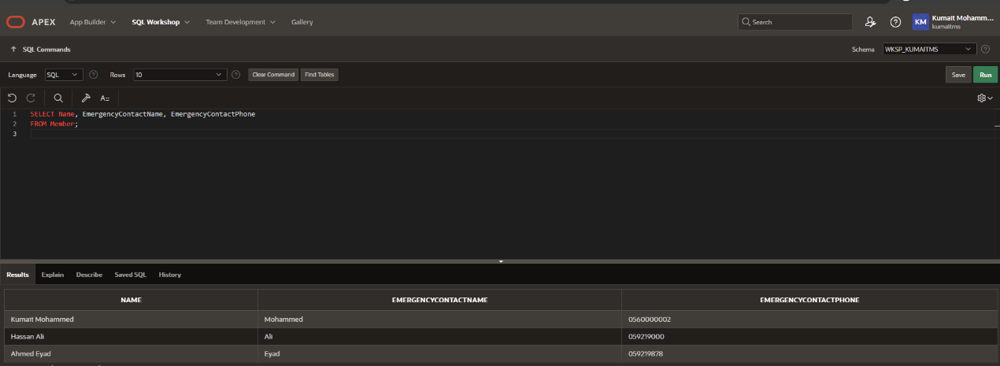 APEX App Builder SQL Workshop Team Development Gallery Search KM Kumait Mohamm...
kumaitms
SQL Commands Schema WKSP_KUMAITMS
Language SQL Rows 10 Clear Command Find Tables Save Run
1 SELECT Name, EmergencyContactName, EmergencyContactPhone
2 FROM Member;
3
Results Explain Describe Saved SQL History
NAME EMERGENCYCONTACTNAME EMERGENCYCONTACTPHONE
Kumait Mohammed Mohammed 0560000002
Hassan Ali Ali 059219000
Ahmed Eyad Eyad 059219878